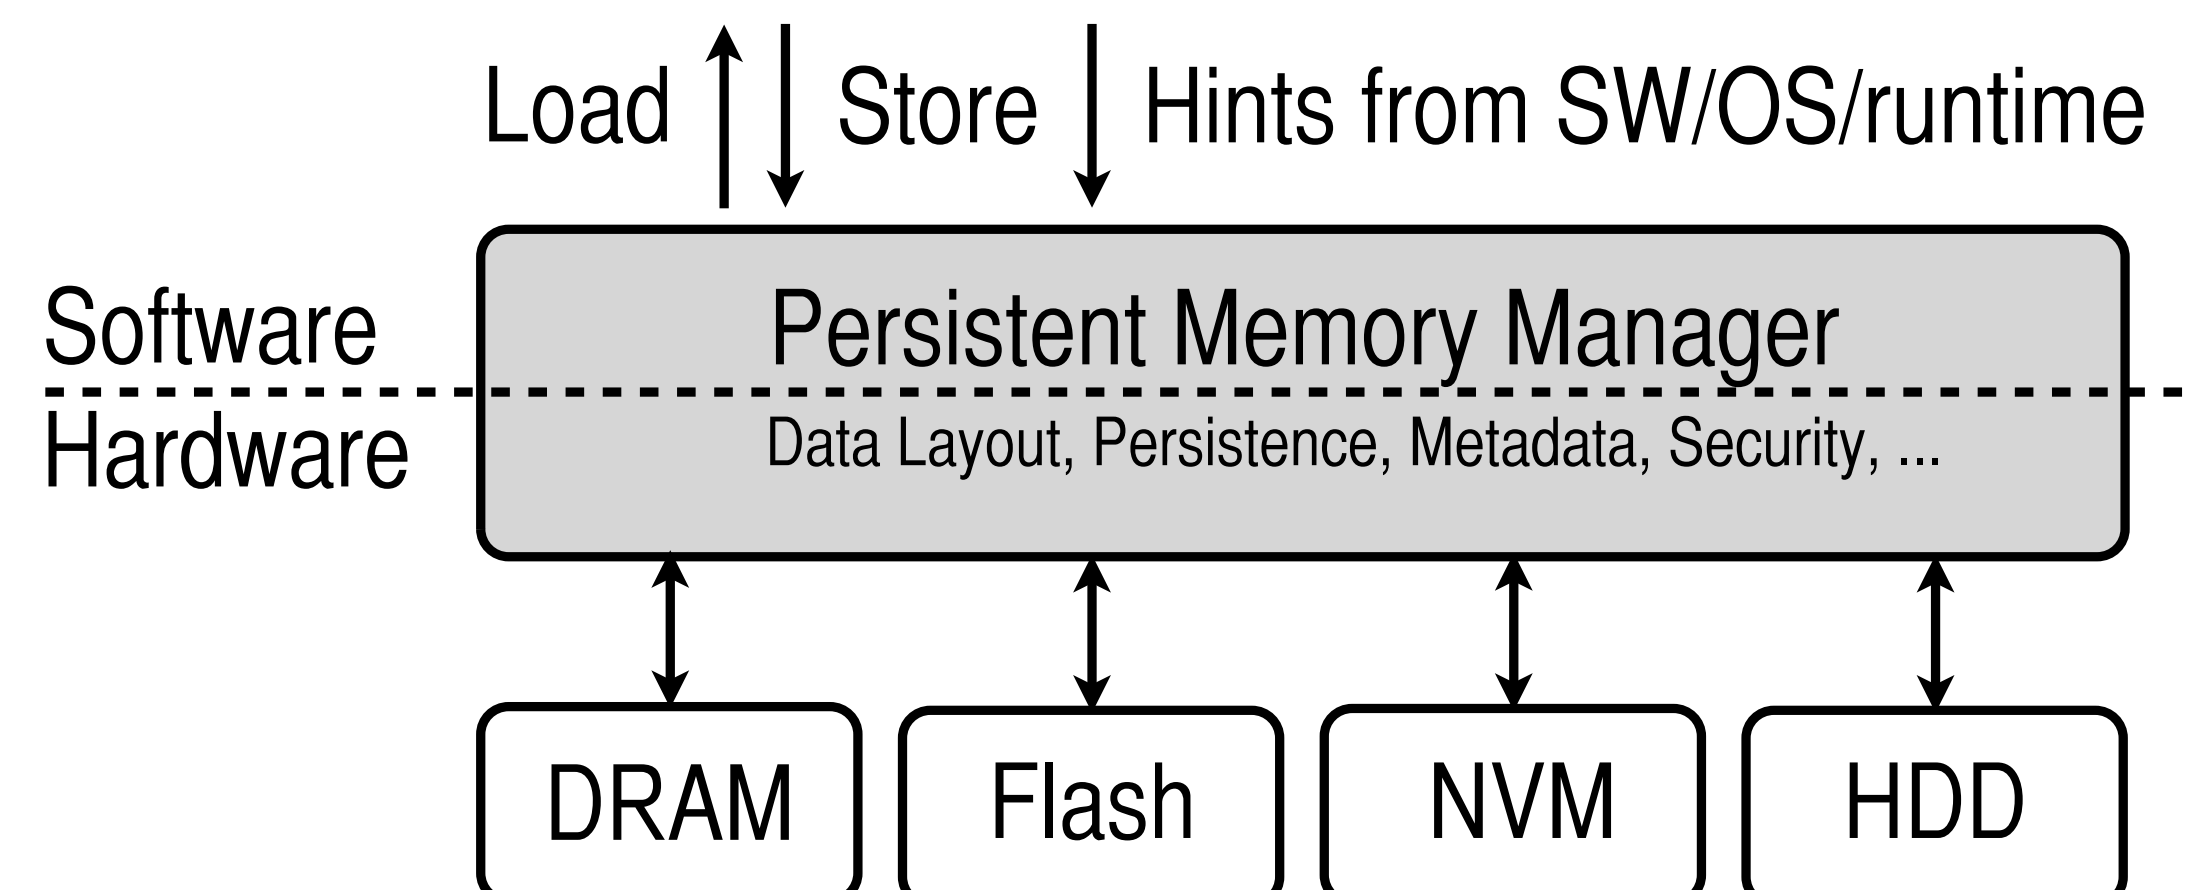 Load Store Hints from SW/OS/runtime
Software
Persistent Memory Manager
Hardware
Data Layout, Persistence, Metadata, Security, ...
DRAM Flash NVM HDD